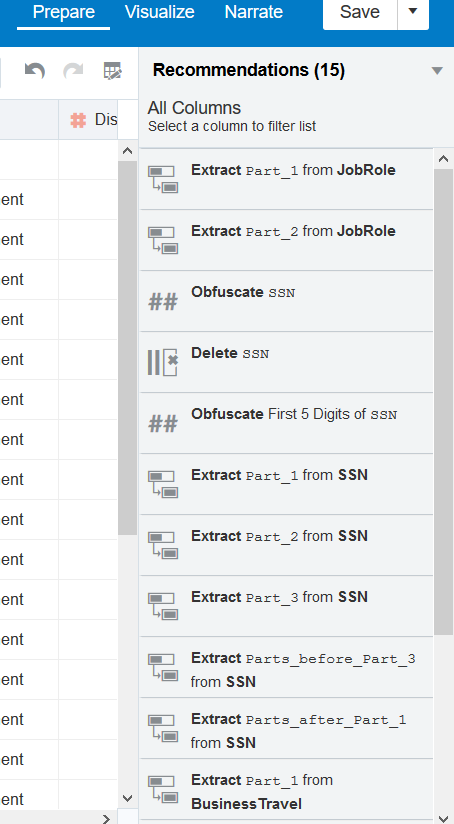 Prepare Visualize Narrate Save
Recommendations (15)
All Columns
Select a column to filter list
# Dis
Extract Part_1 from JobRole
ent
Extract Part_2 from JobRole
ent
ent
## Obfuscate SSN
ent
Delete SSN
ent
ent
## Obfuscate First 5 Digits of SSN
ent
Extract Part_1 from SSN
ent
ent
Extract Part_2 from SSN
ent
Extract Part_3 from SSN
ent
ent
Extract Parts_before_Part_3
from SSN
ent
Extract Parts_after_Part_1
ent
from SSN
ent
Extract Part_1 from
BusinessTravel
ent